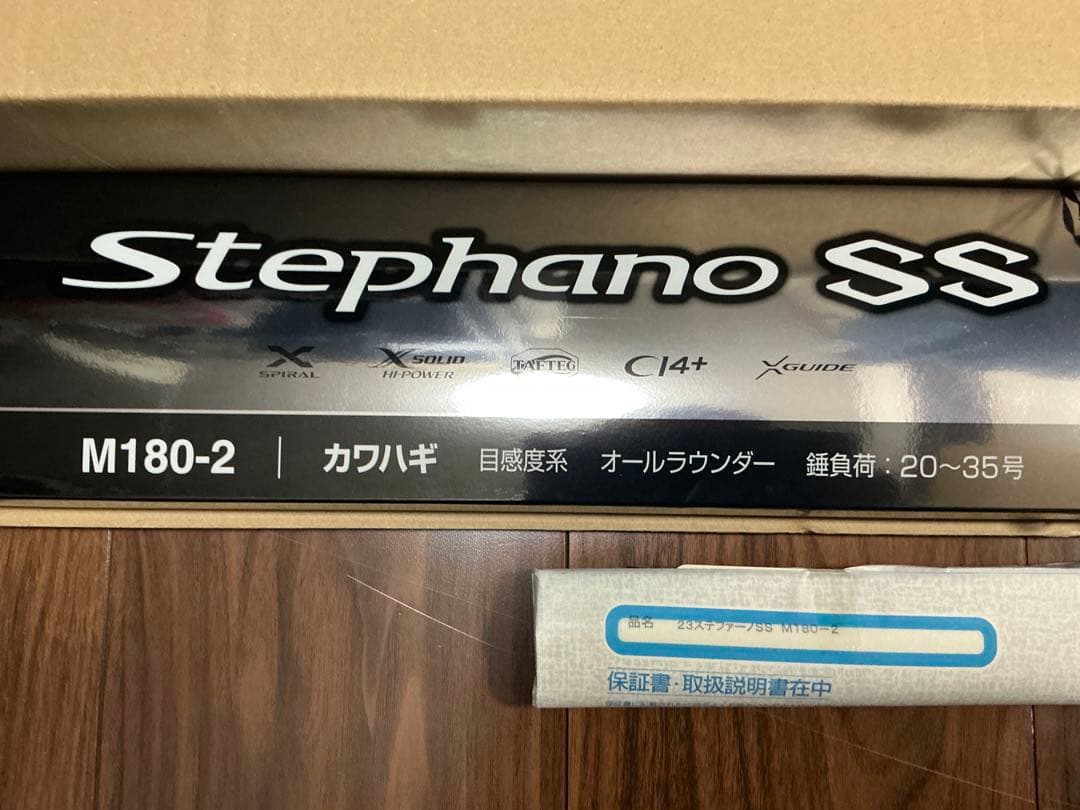 Stephano SS
X SPIRAL X SOLID HI-POWER TAFTEG CI4+ XGUIDE
M180-2 カワハギ 目感度系 オールラウンダー 錘負荷：20～35号
品名 23ステファーノSS M180-2
保証書・取扱説明書在中